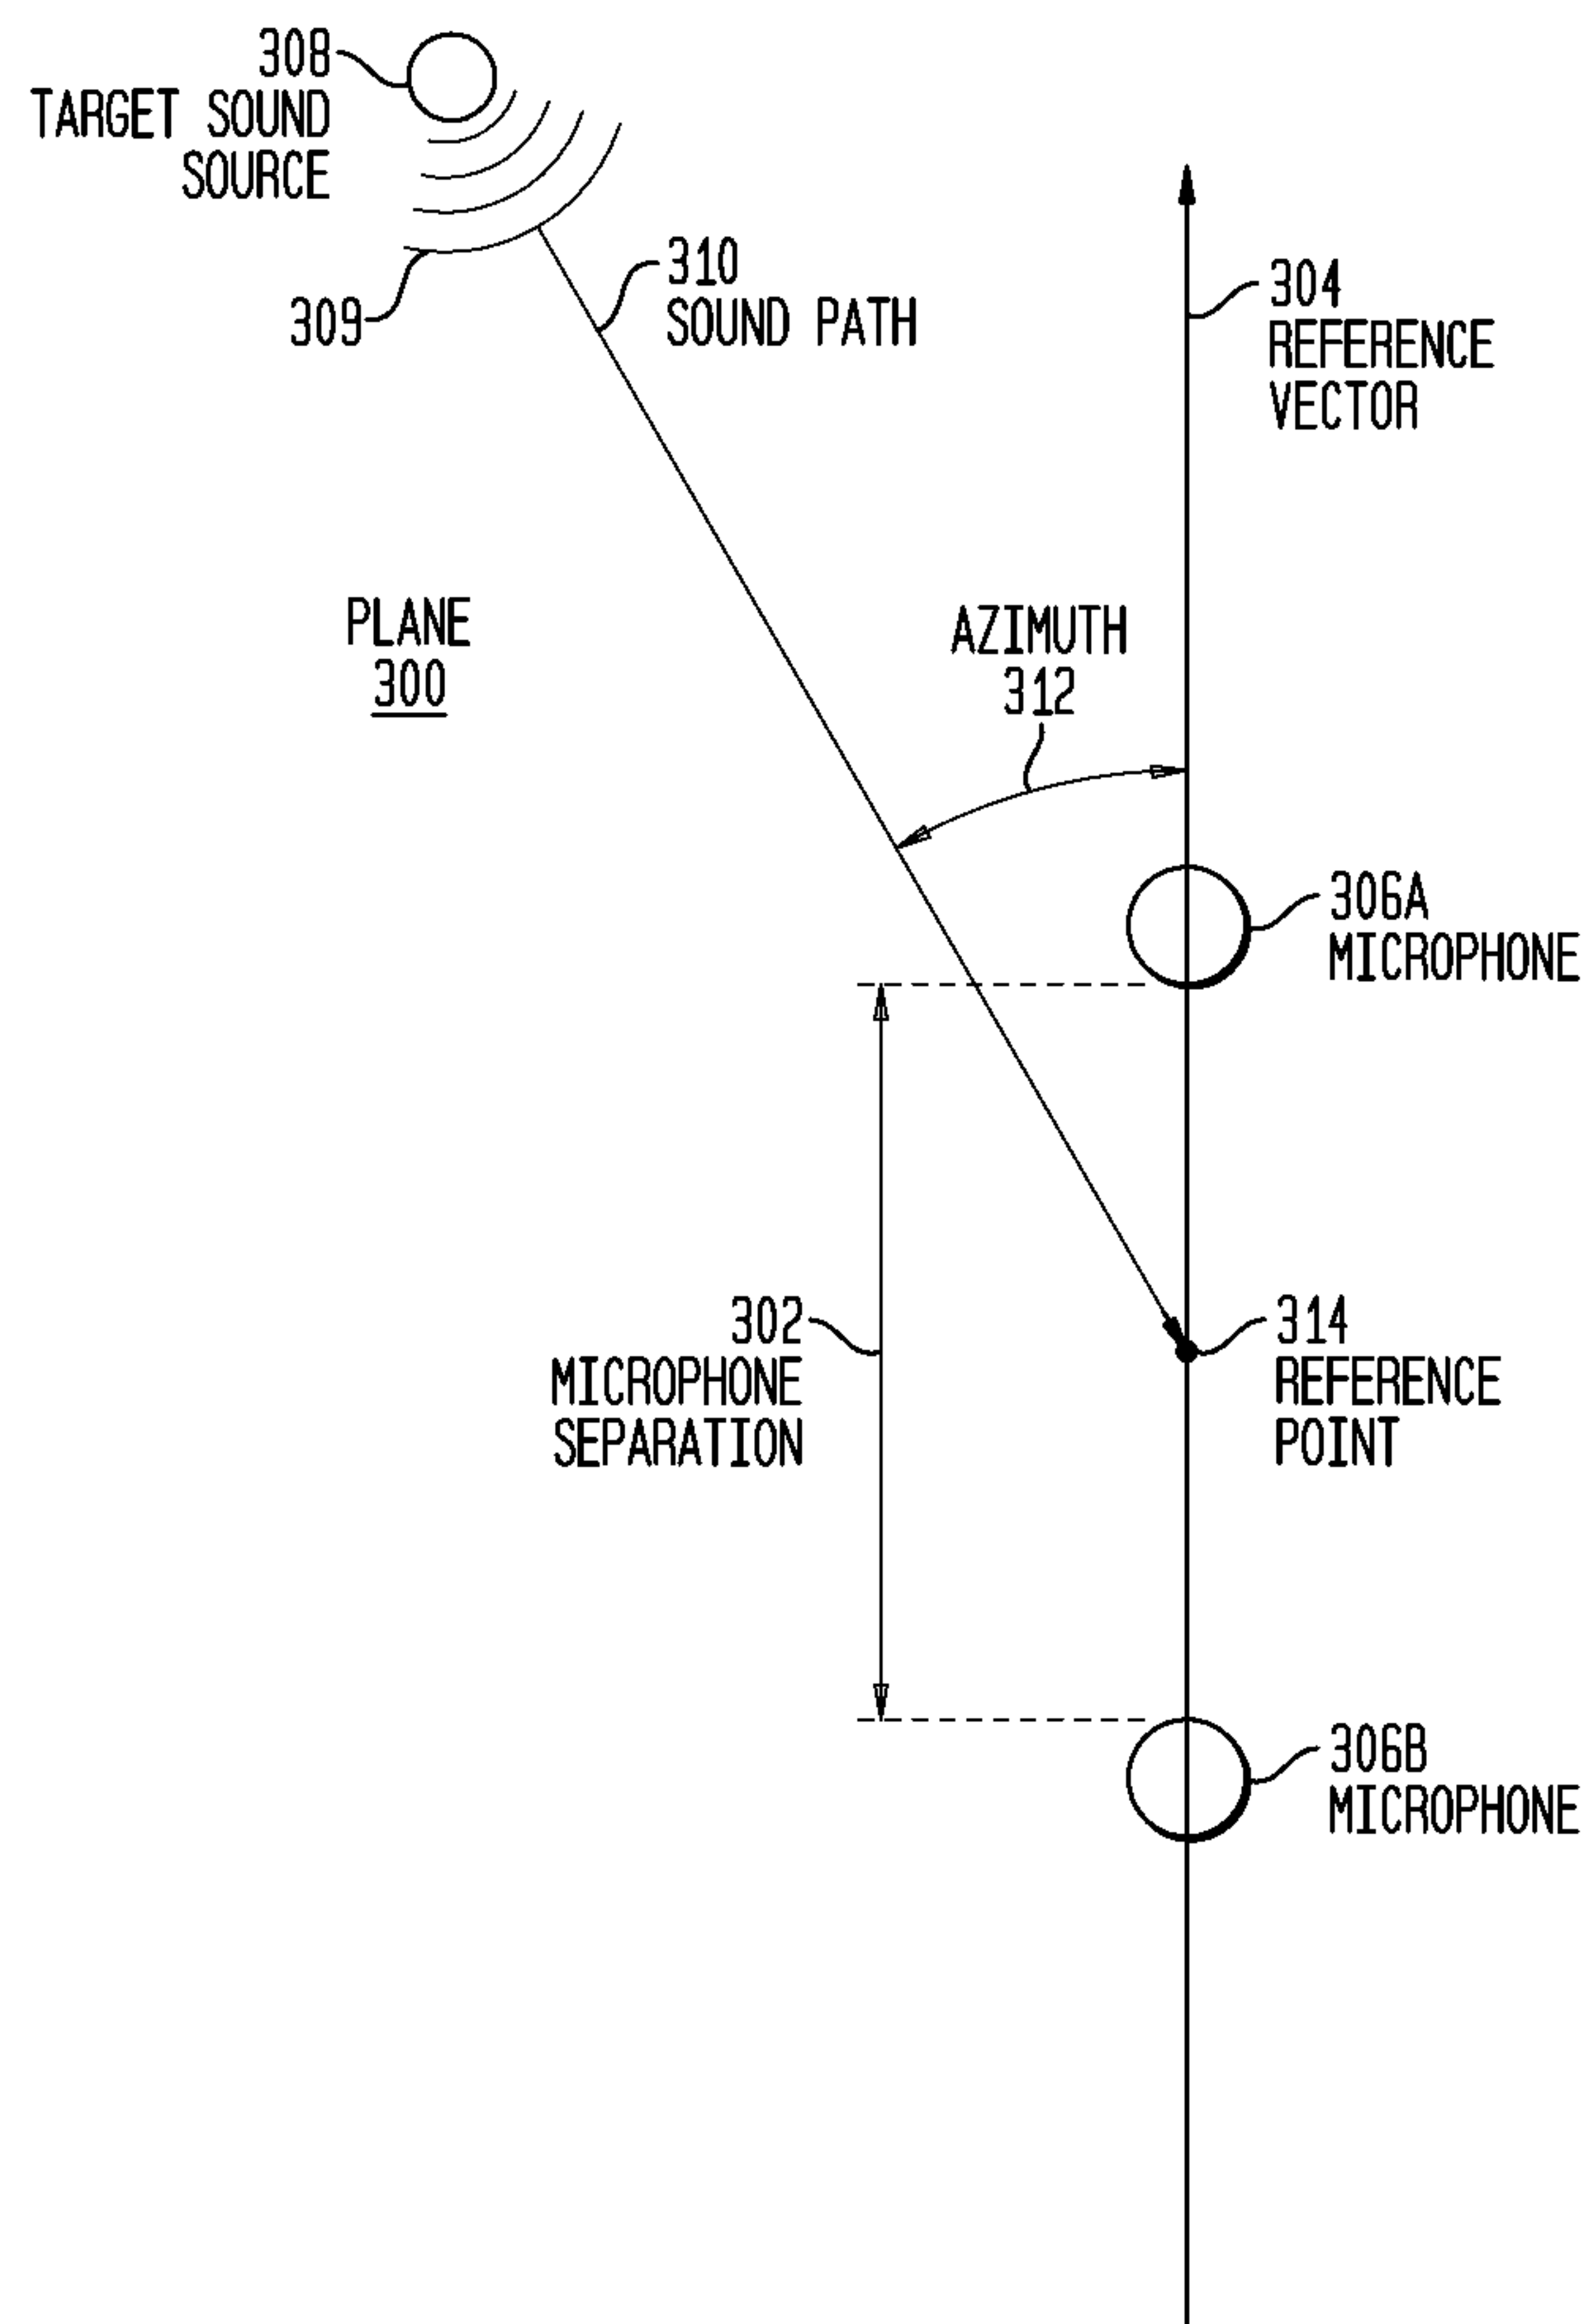 308
TARGET SOUND
SOURCE
309
310
SOUND PATH
304
REFERENCE
VECTOR
PLANE
300
AZIMUTH
312
306A
MICROPHONE
302
MICROPHONE
SEPARATION
314
REFERENCE
POINT
306B
MICROPHONE